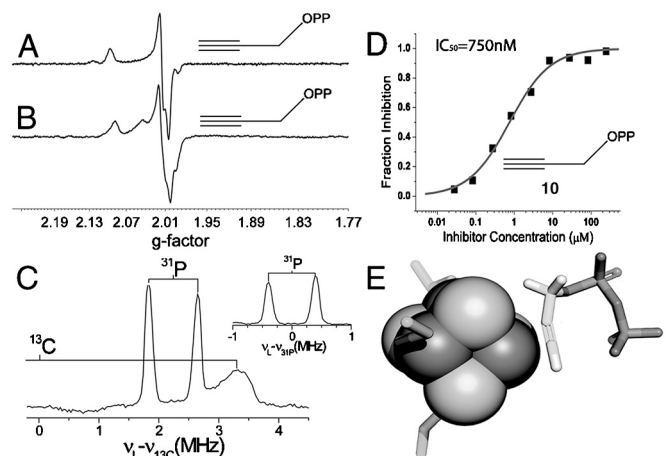 A
OPP
B
OPP
2.19 2.13 2.07 2.01 1.95 1.89 1.83 1.77
g-factor
D
IC₅₀=750nM
1.0
0.8
0.6
0.4
0.2
0.0
Fraction Inhibition
OPP
10
0.01 0.1 1 10 100
Inhibitor Concentration (μM)
C
³¹P
¹³C
0 1 2 3 4
νL-ν13C(MHz)
³¹P
-1 0 1
νL-ν31P(MHz)
E